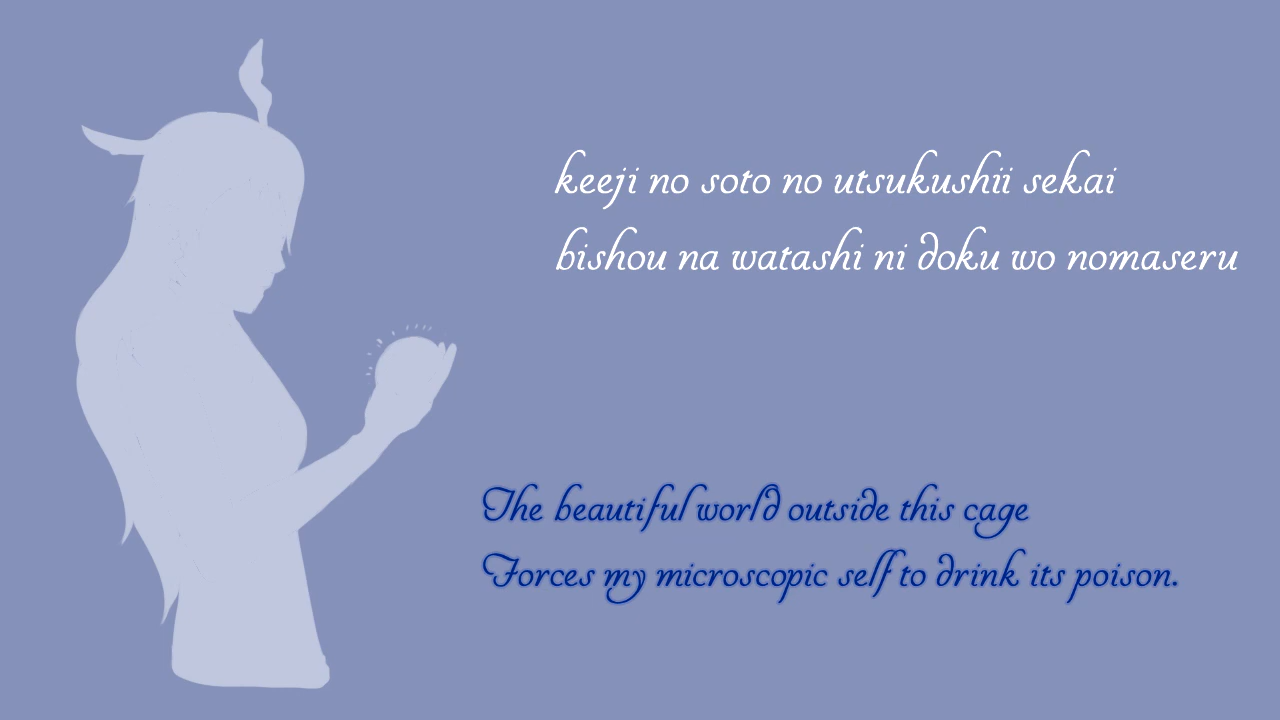 keeji no soto no utsukushii sekai
bishou na watashi ni doku wo nomaseru
The beautiful world outside this cage
Forces my microscopic self to drink its poison.